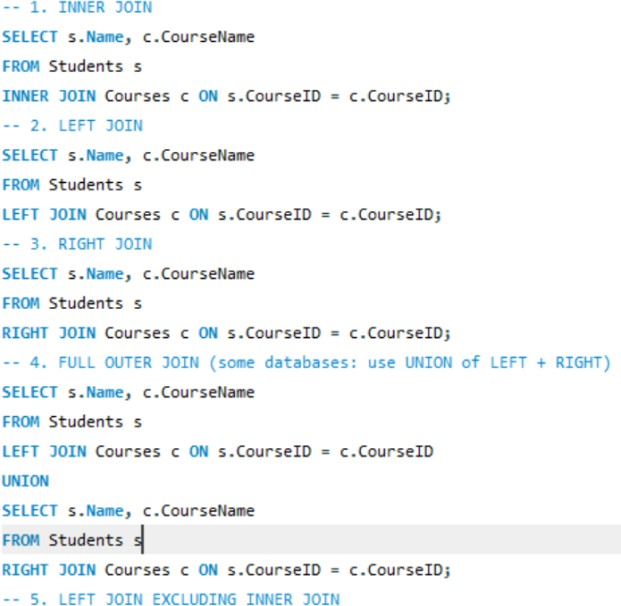 -- 1. INNER JOIN
SELECT s.Name, c.CourseName
FROM Students s
INNER JOIN Courses c ON s.CourseID = c.CourseID;
-- 2. LEFT JOIN
SELECT s.Name, c.CourseName
FROM Students s
LEFT JOIN Courses c ON s.CourseID = c.CourseID;
-- 3. RIGHT JOIN
SELECT s.Name, c.CourseName
FROM Students s
RIGHT JOIN Courses c ON s.CourseID = c.CourseID;
-- 4. FULL OUTER JOIN (some databases: use UNION of LEFT + RIGHT)
SELECT s.Name, c.CourseName
FROM Students s
LEFT JOIN Courses c ON s.CourseID = c.CourseID
UNION
SELECT s.Name, c.CourseName
FROM Students s
RIGHT JOIN Courses c ON s.CourseID = c.CourseID;
-- 5. LEFT JOIN EXCLUDING INNER JOIN